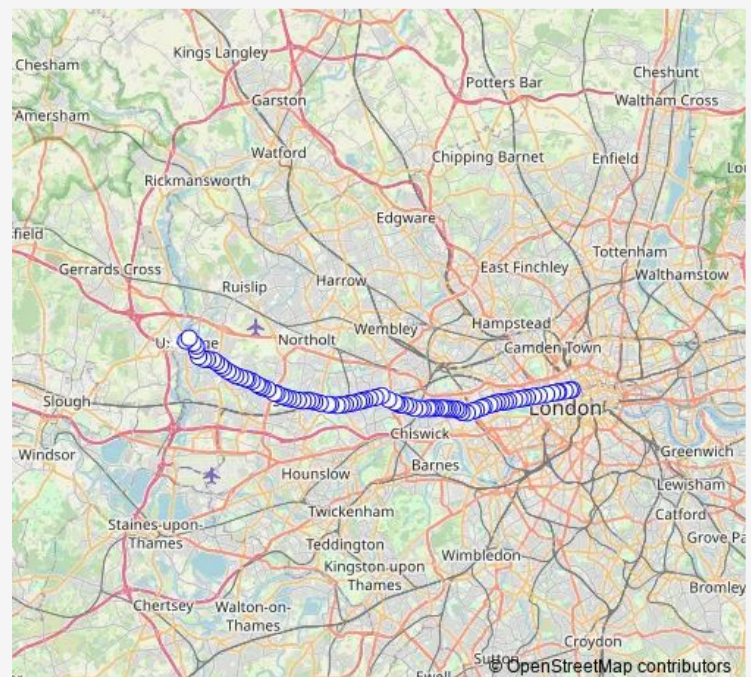 Kings Langley
Chesham
Potters Bar
Cheshunt
Garston
Waltham Cross
Amersham
Watford
Chipping Barnet
Enfield
Rickmansworth
Edgware
Tottenham
Gerrards Cross
East Finchley
Walthamstow
Ruislip
Harrow
Wembley
Hampstead
Northolt
Camden Town
Slough
London
Chiswick
Windsor
Barnes
Greenwich
Hounslow
Lewisham
Staines-upon-
Thames
Twickenham
Catford
Teddington
Wimbledon
Kingston upon
Thames
Bromley
Chertsey
Walton-on-
Thames
Croydon
Sutton
© OpenStreetMap contributors